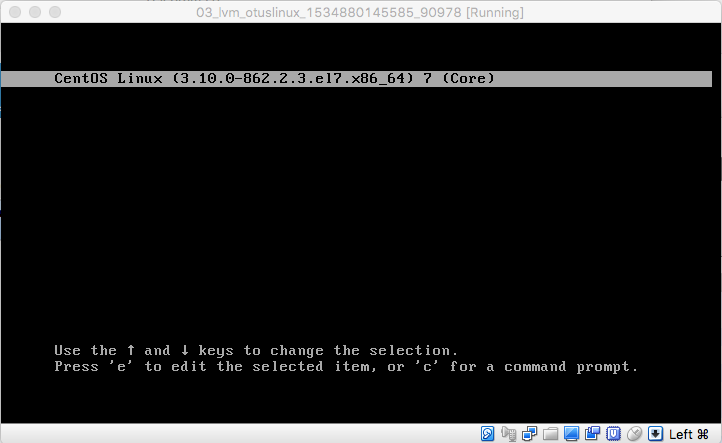 03_lvm_otuslinux_1534880145585_90978 [Running]
CentOS Linux (3.10.0-862.2.3.el7.x86_64) 7 (Core)
Use the ↑ and ↓ keys to change the selection.
Press 'e' to edit the selected item, or 'c' for a command prompt.
Left ⌘